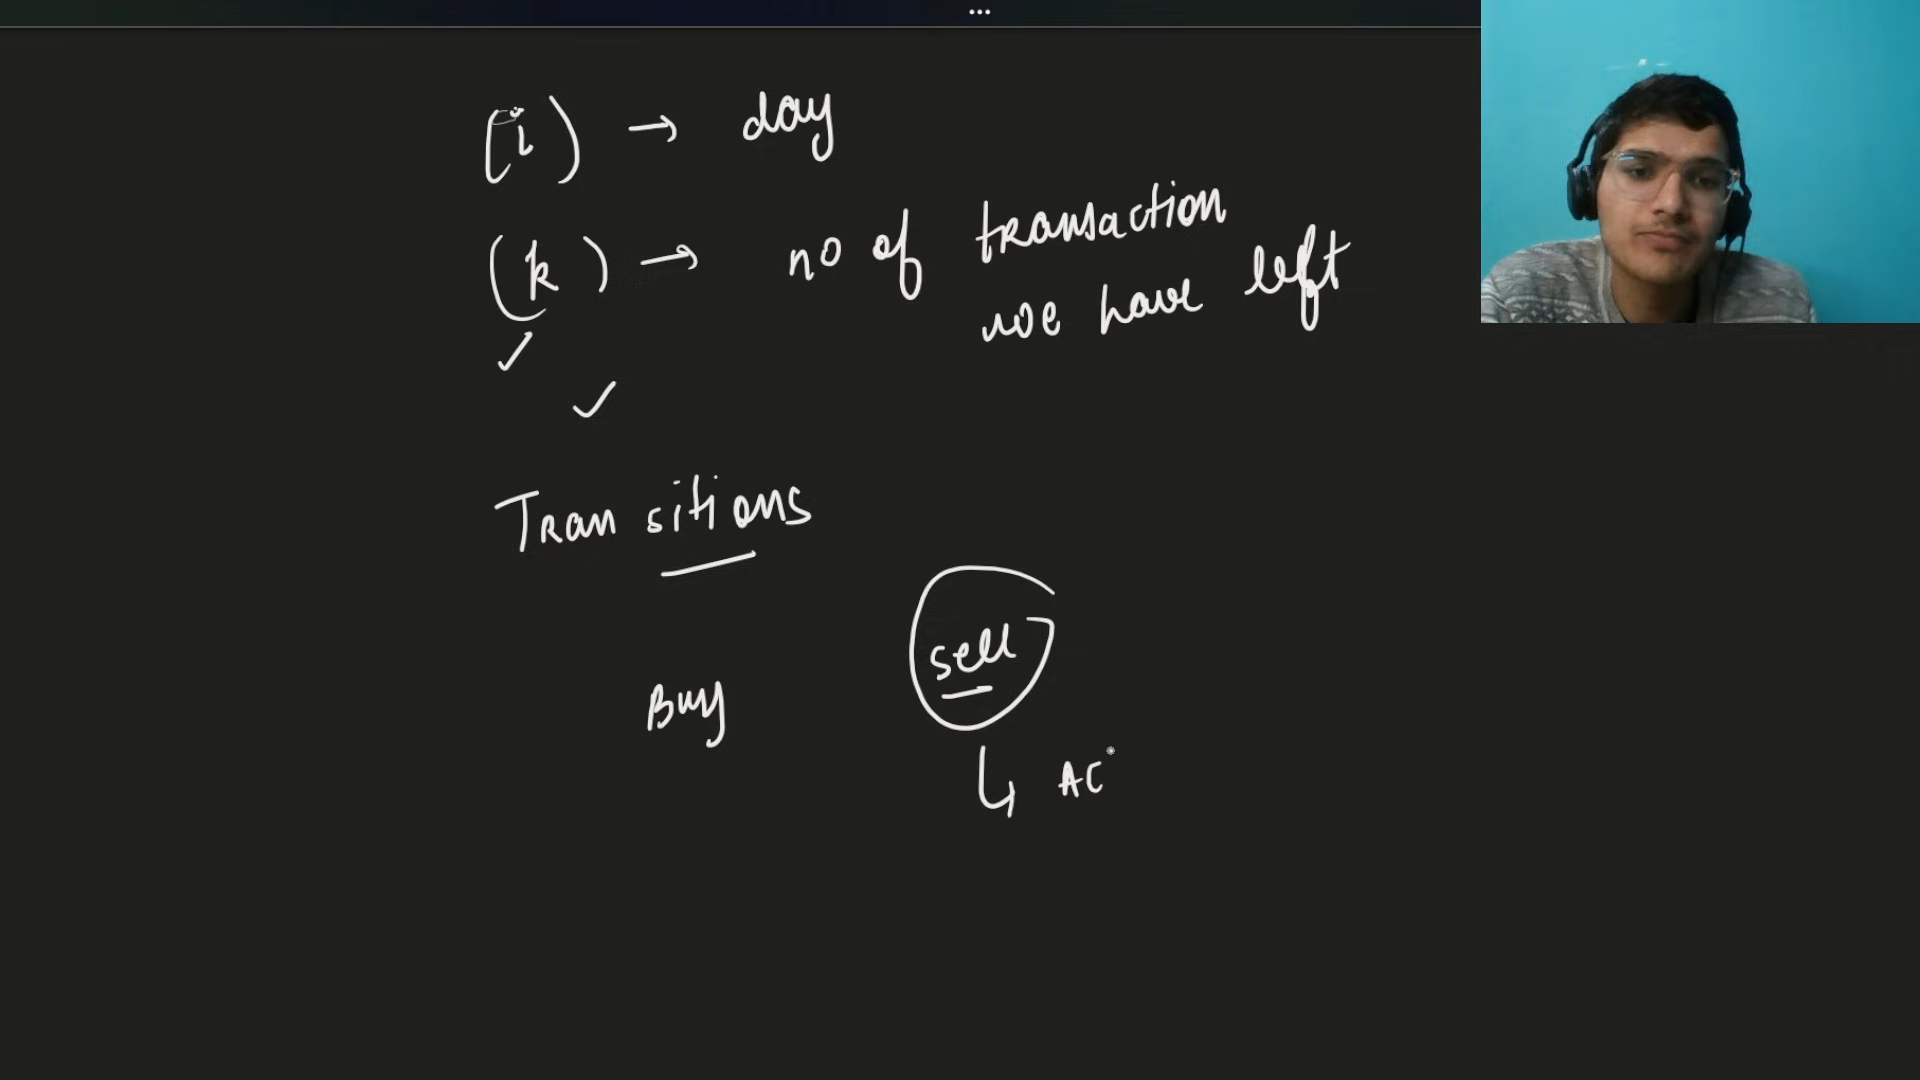 ...
(i) → day
(k) → no of transaction
we have left
✓
✓
Transitions
Buy
sell
↳ AC